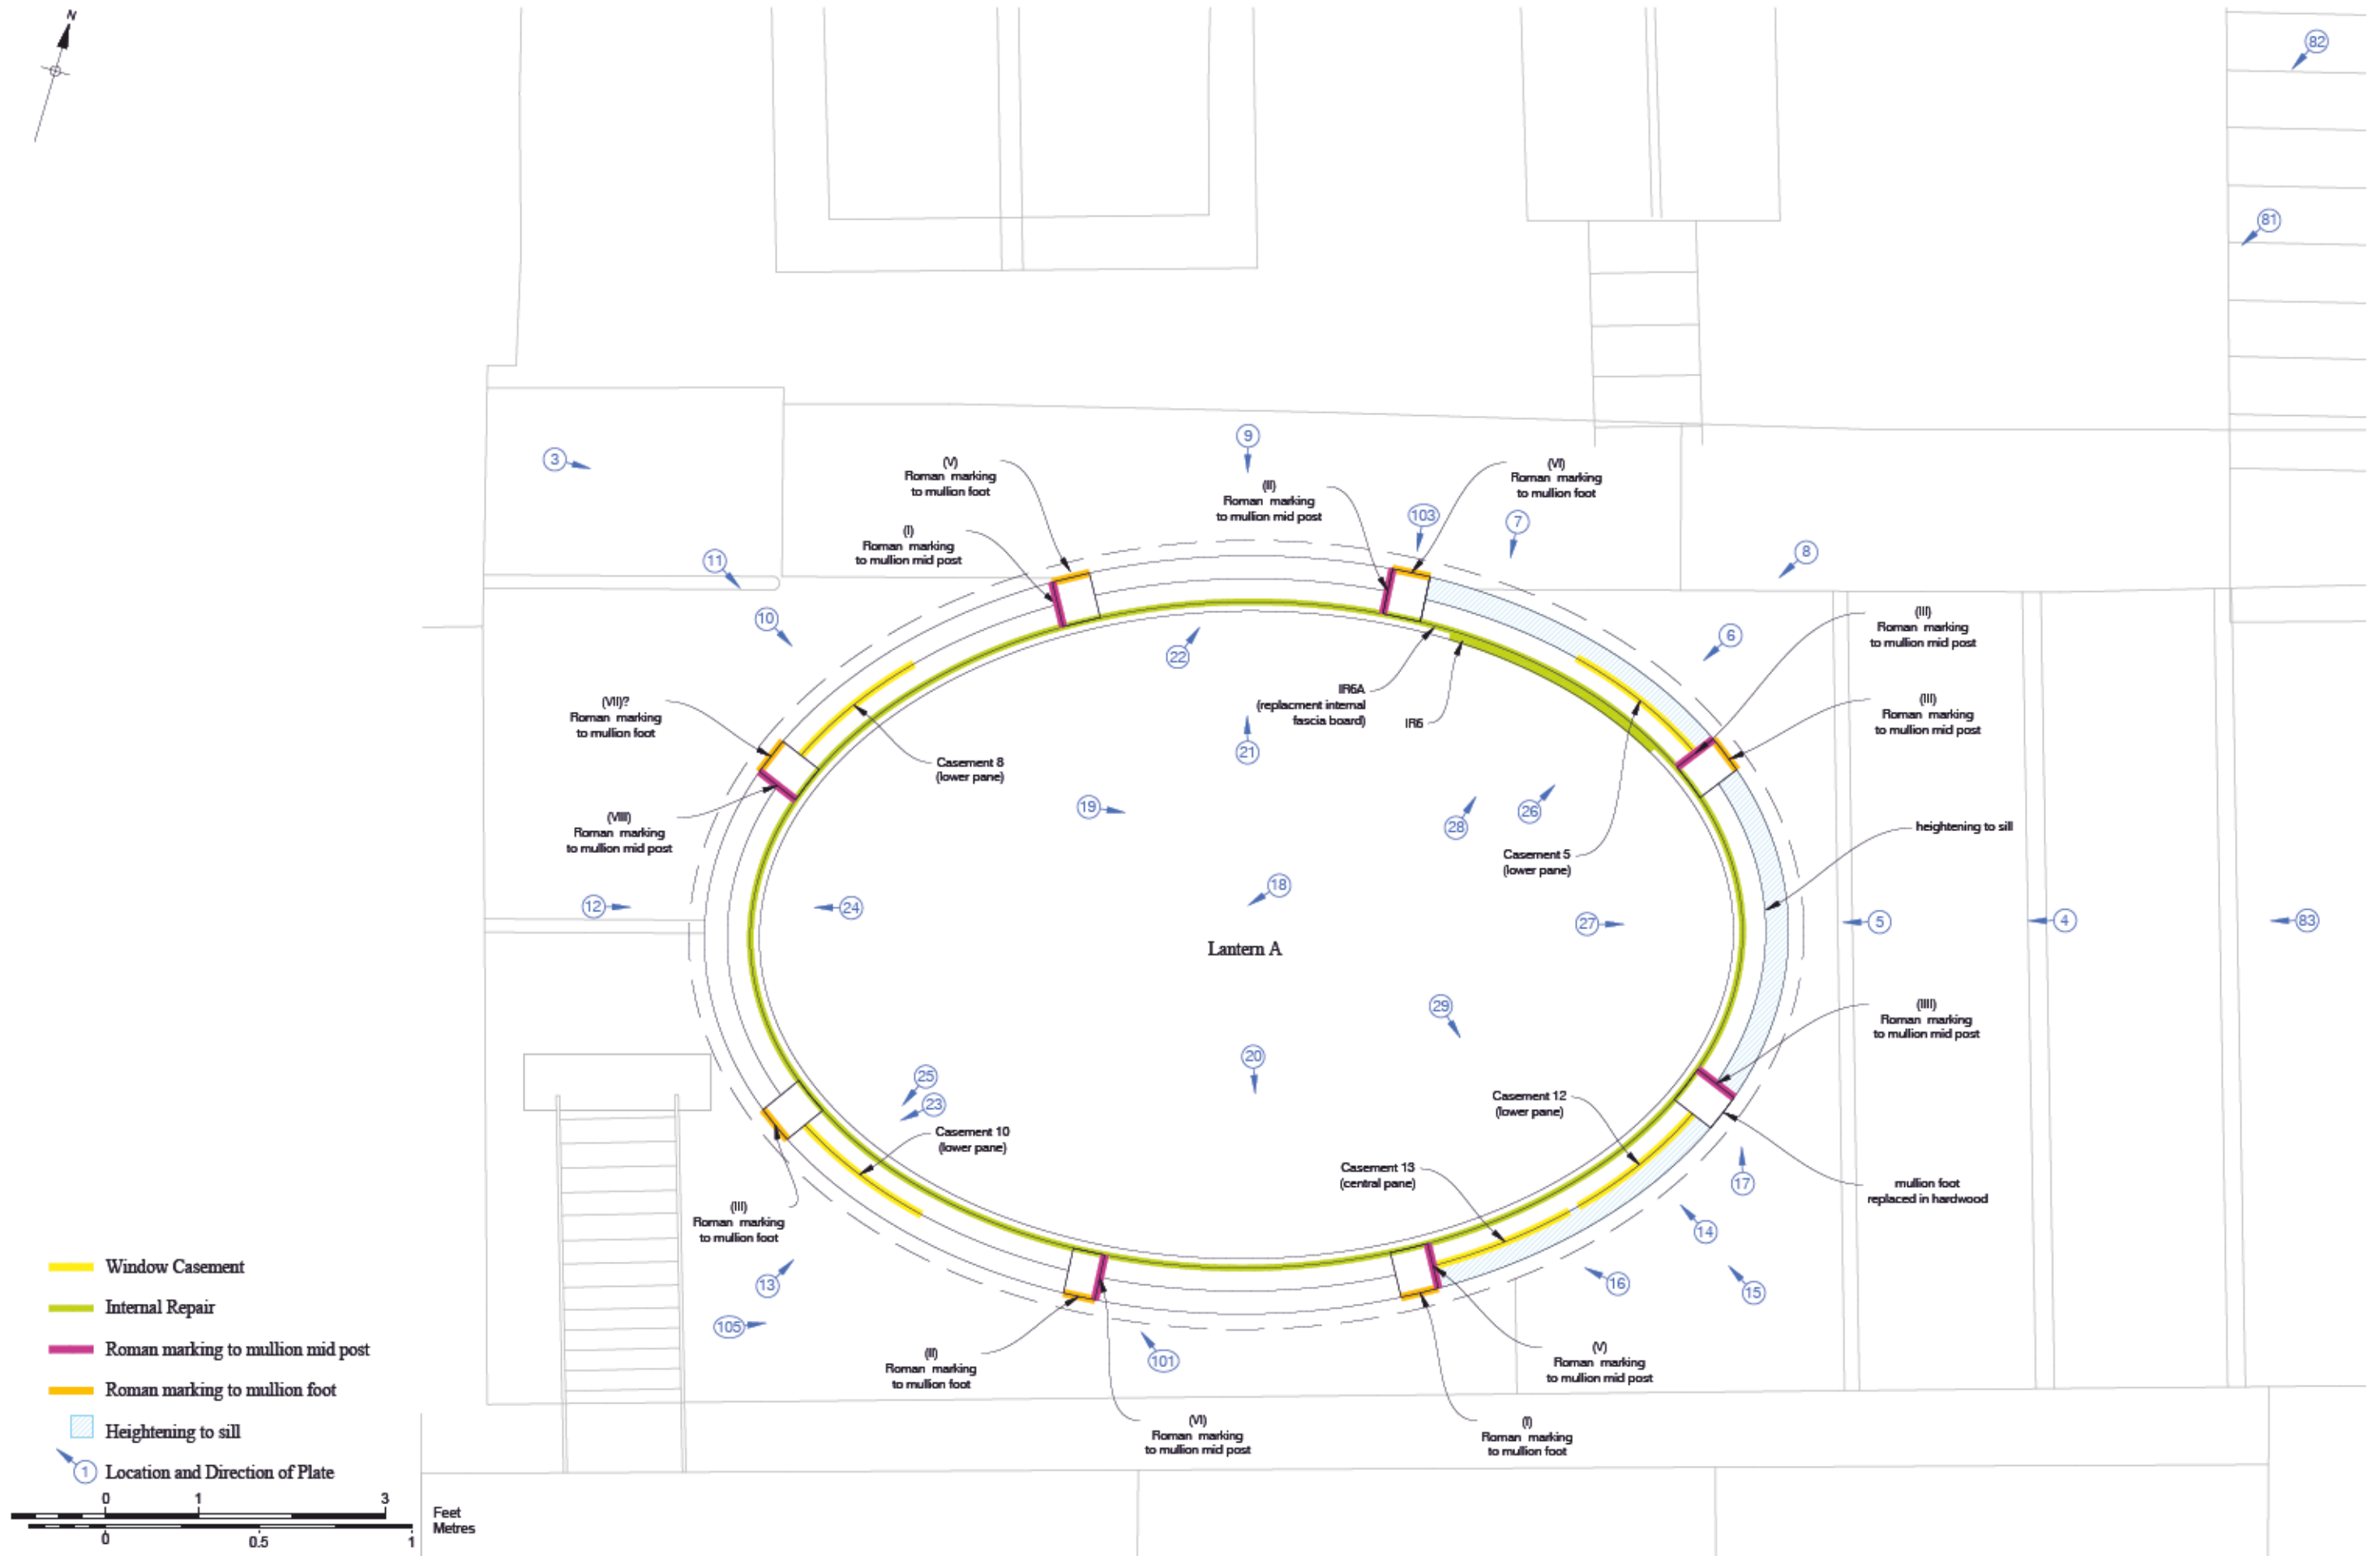 N
82
81
9
3
(V)
Roman marking
to mullion foot
(II)
Roman marking
to mullion mid post
(VI)
Roman marking
to mullion foot
103
7
(I)
Roman marking
to mullion mid post
11
8
10
6
(III)
Roman marking
to mullion mid post
22
IR6A
(replacment internal
fascia board)
IR6
(VII)?
Roman marking
to mullion foot
(III)
Roman marking
to mullion mid post
21
Casement 8
(lower pane)
19
28
26
(VIII)
Roman marking
to mullion mid post
heightening to sill
Casement 5
(lower pane)
18
12
24
27
5
4
83
Lantern A
29
(IIII)
Roman marking
to mullion mid post
20
25
23
Casement 12
(lower pane)
Casement 10
(lower pane)
Casement 13
(central pane)
17
mullion foot
replaced in hardwood
(III)
Roman marking
to mullion foot
14
13
16
15
105
101
(II)
Roman marking
to mullion foot
(V)
Roman marking
to mullion mid post
(VI)
Roman marking
to mullion mid post
(I)
Roman marking
to mullion foot
Window Casement
Internal Repair
Roman marking to mullion mid post
Roman marking to mullion foot
Heightening to sill
1 Location and Direction of Plate
0 1 3
Feet
Metres
0 0.5 1